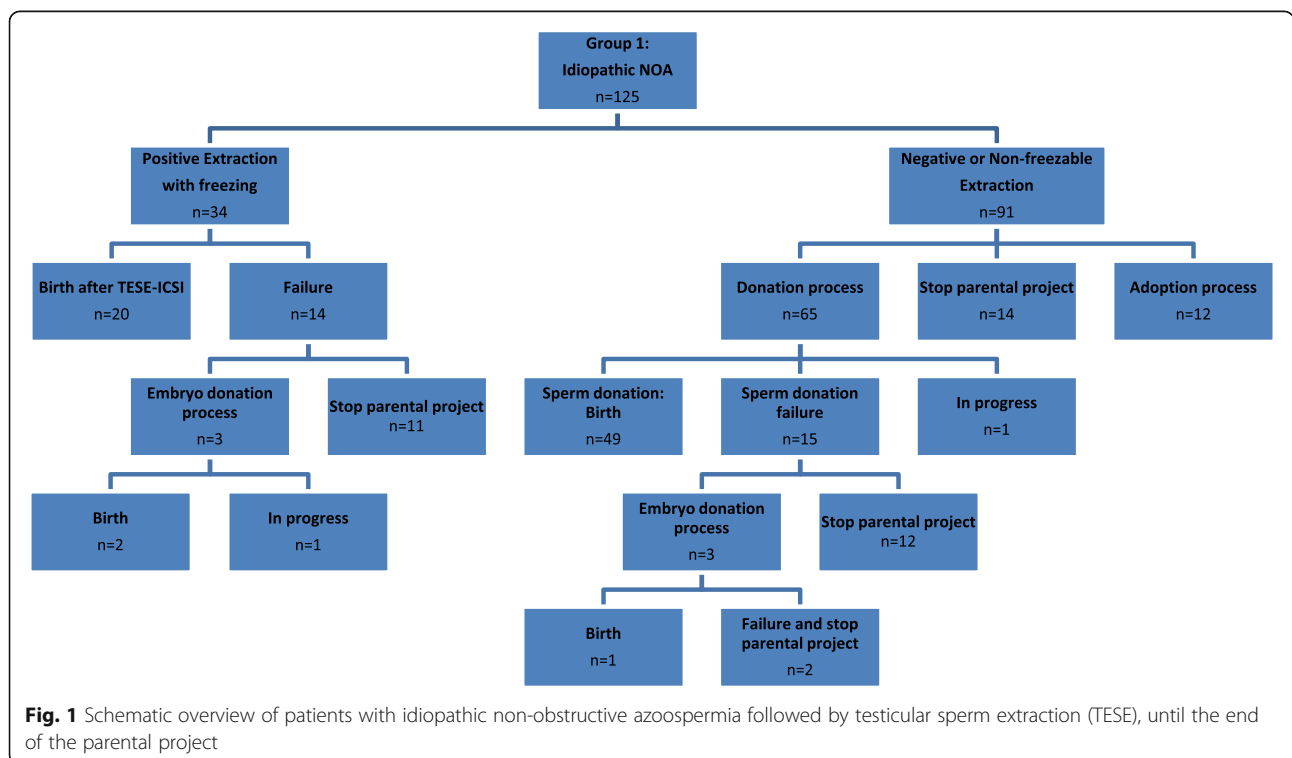 Group 1:
Idiopathic NOA
n=125
Positive Extraction
with freezing
n=34
Negative or Non-freezable
Extraction
n=91
Birth after TESE-ICSI
n=20
Failure
n=14
Donation process
n=65
Stop parental project
n=14
Adoption process
n=12
Embryo donation
process
n=3
Stop parental project
n=11
Sperm donation:
Birth
n=49
Sperm donation
failure
n=15
In progress
n=1
Birth
n=2
In progress
n=1
Embryo donation
process
n=3
Stop parental project
n=12
Birth
n=1
Failure and stop
parental project
n=2
Fig. 1 Schematic overview of patients with idiopathic non-obstructive azoospermia followed by testicular sperm extraction (TESE), until the end
of the parental project